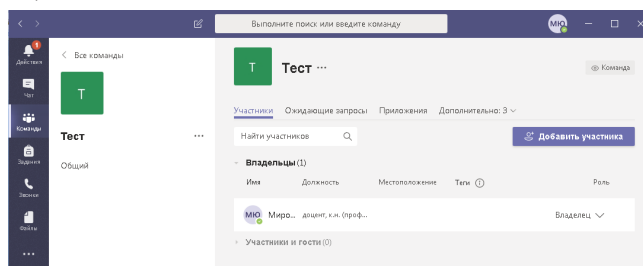 Выполните поиск или введите команду
МЮ
1
Действия
Чат
Команды
Задания
Звонки
Файлы
Все команды
Т
Тест
Общий
Т
Тест
Команда
Участники Ожидающие запросы Приложения Дополнительно: 3
Найти участников
Добавить участника
Владельцы (1)
Имя Должность Местоположение Теги Роль
МЮ Миро... доцент, к.н. (проф... Владелец
Участники и гости (0)